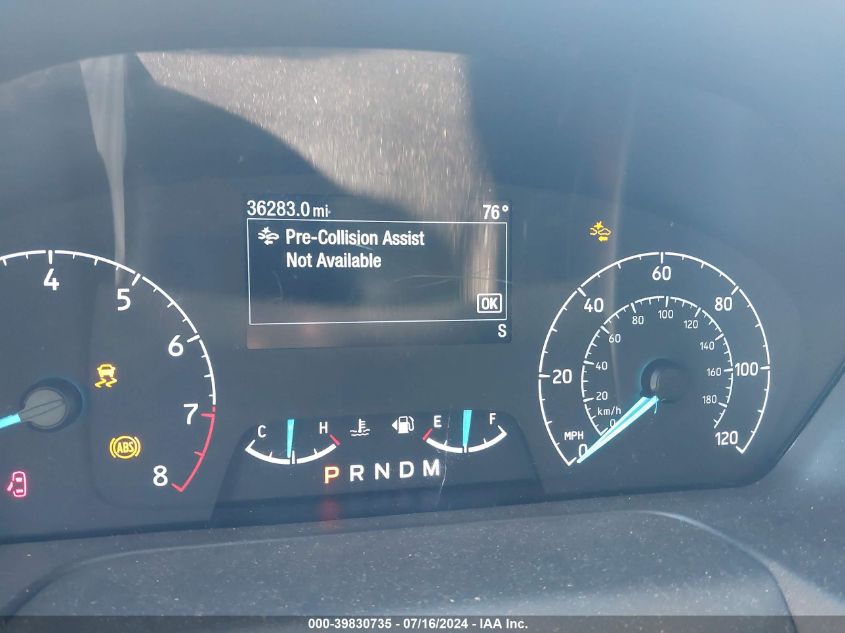 36283.0 mi 76°
Pre-Collision Assist
Not Available
OK
S
4
5
6
7
8
ABS
C H E F
P R N D M
0 20 40 60 80 100 120
MPH
0 20 40 60 80 100 120 140 160 180
km/h
000-39830735 - 07/16/2024 - IAA Inc.